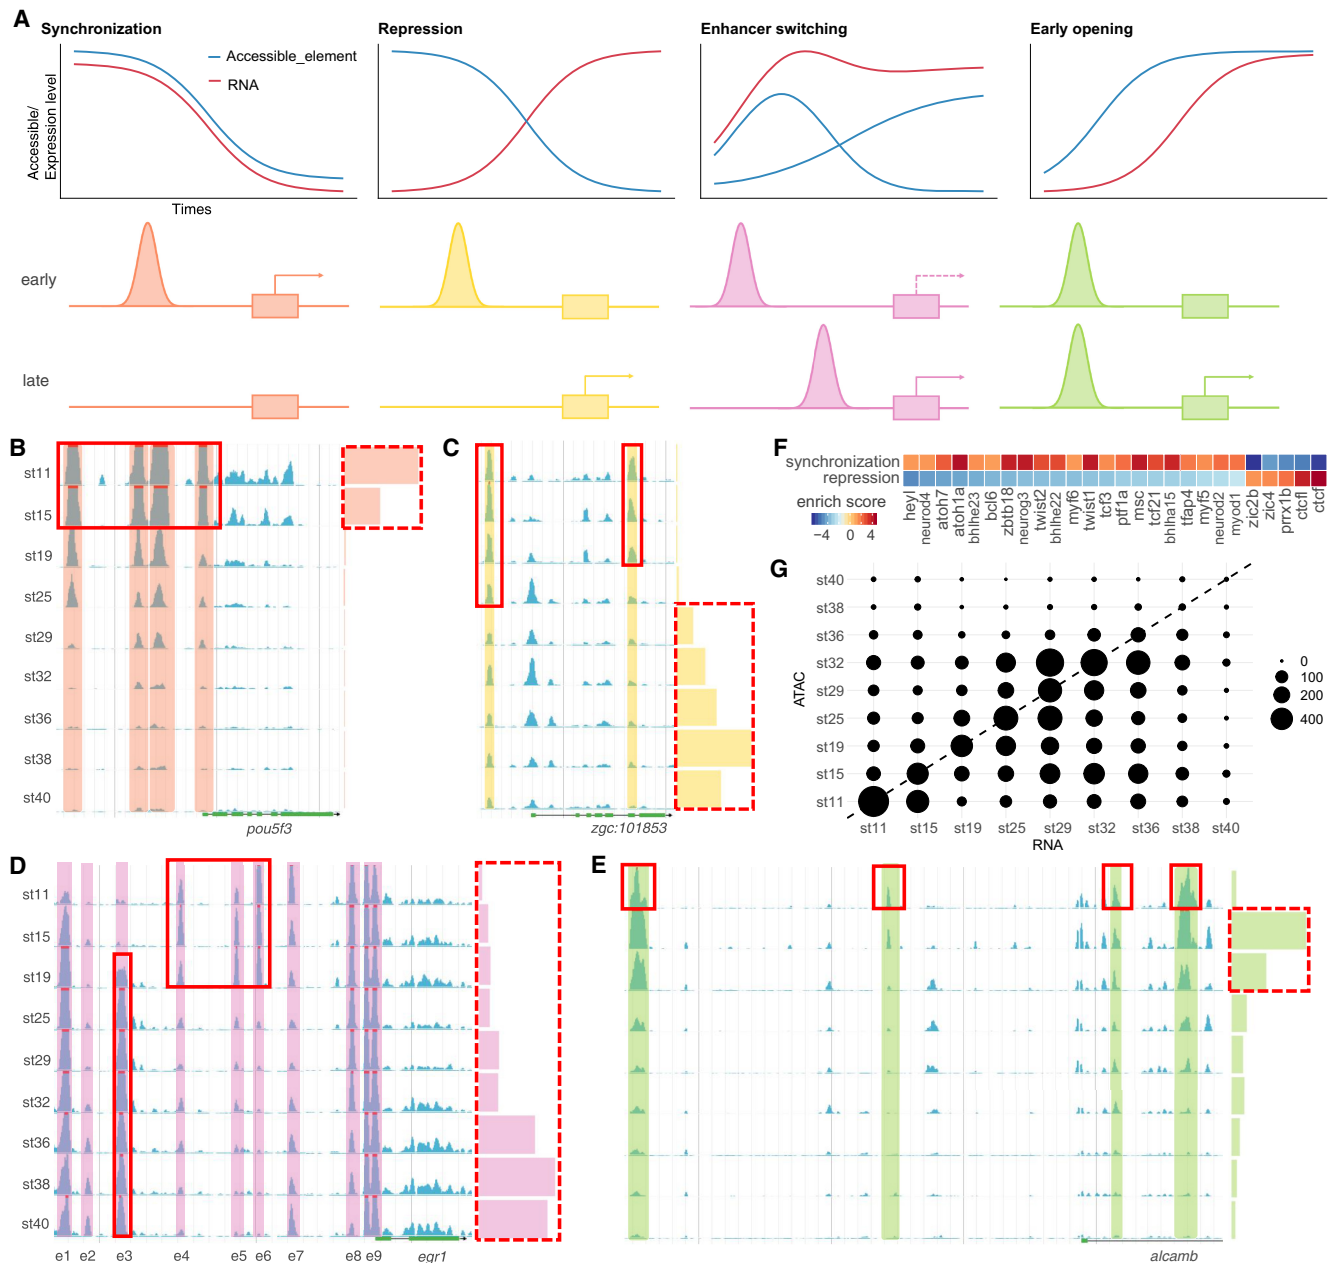 A
Synchronization
Repression
Enhancer switching
Early opening
Accessible_element
RNA
Accessible/
Expression level
Times
early
late
B
st11
st15
st19
st25
st29
st32
st36
st38
st40
pou5f3
C
zgc:101853
F
synchronization
repression
enrich score
−4 0 4
heyl
neurod4
atoh7
atoh1a
bhlhe23
bcl6
zbtb18
neurog3
twist2
bhlhe22
myf6
twist1
tcf3
ptf1a
msc
tcf21
bhlha15
tfap4
myf5
neurod2
myod1
zic2b
zic4
prrx1b
ctcfl
ctcf
G
st40
st38
st36
st32
st29
st25
st19
st15
st11
ATAC
st11 st15 st19 st25 st29 st32 st36 st38 st40
RNA
0
100
200
400
D
st11
st15
st19
st25
st29
st32
st36
st38
st40
e1 e2 e3 e4 e5 e6 e7 e8 e9 egr1
E
alcamb